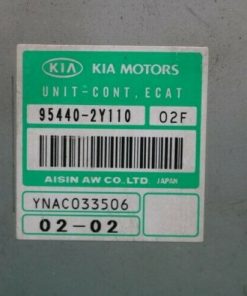 KIA KIA MOTORS
UNIT-CONT, ECAT
95440-2Y110 02F
AISIN AW CO., LTD. JAPAN
YNAC033506
02-02